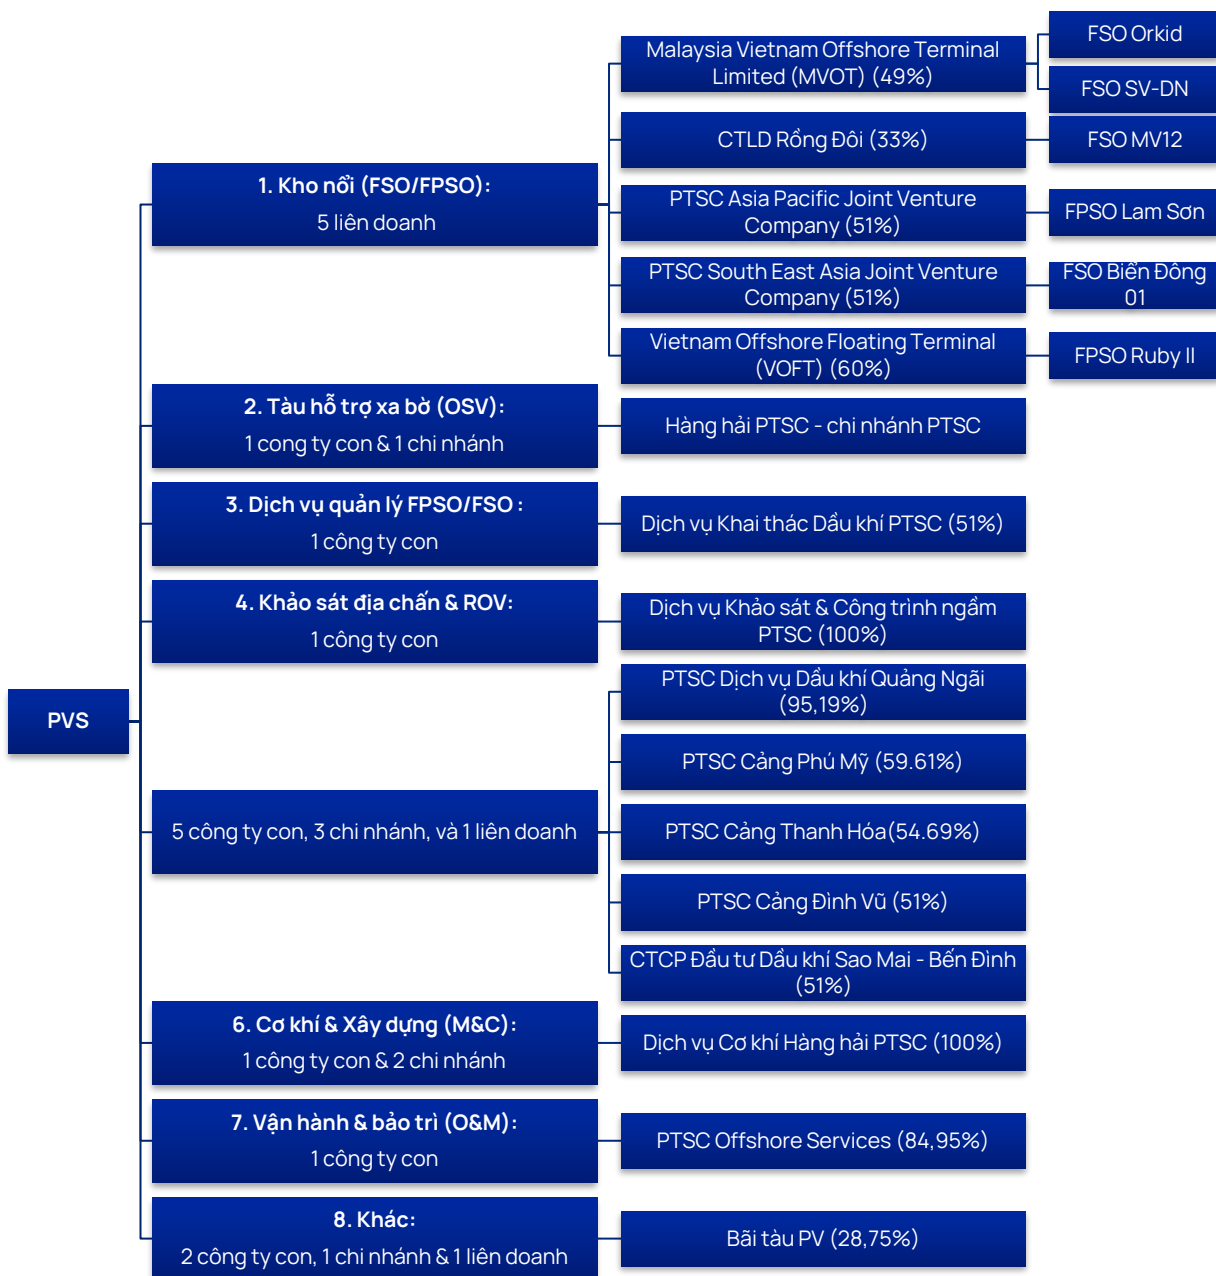 PVS
1. Kho nổi (FSO/FPSO):
5 liên doanh
Malaysia Vietnam Offshore Terminal
Limited (MVOT) (49%)
FSO Orkid
FSO SV-DN
CTLD Rồng Đôi (33%)
FSO MV12
PTSC Asia Pacific Joint Venture
Company (51%)
FPSO Lam Sơn
PTSC South East Asia Joint Venture
Company (51%)
FSO Biển Đông
01
Vietnam Offshore Floating Terminal
(VOFT) (60%)
FPSO Ruby II
2. Tàu hỗ trợ xa bờ (OSV):
1 cong ty con & 1 chi nhánh
Hàng hải PTSC - chi nhánh PTSC
3. Dịch vụ quản lý FPSO/FSO :
1 công ty con
Dịch vụ Khai thác Dầu khí PTSC (51%)
4. Khảo sát địa chấn & ROV:
1 công ty con
Dịch vụ Khảo sát & Công trình ngầm
PTSC (100%)
5 công ty con, 3 chi nhánh, và 1 liên doanh
PTSC Dịch vụ Dầu khí Quảng Ngãi
(95,19%)
PTSC Cảng Phú Mỹ (59.61%)
PTSC Cảng Thanh Hóa(54.69%)
PTSC Cảng Đình Vũ (51%)
CTCP Đầu tư Dầu khí Sao Mai - Bến Đình
(51%)
6. Cơ khí & Xây dựng (M&C):
1 công ty con & 2 chi nhánh
Dịch vụ Cơ khí Hàng hải PTSC (100%)
7. Vận hành & bảo trì (O&M):
1 công ty con
PTSC Offshore Services (84,95%)
8. Khác:
2 công ty con, 1 chi nhánh & 1 liên doanh
Bãi tàu PV (28,75%)